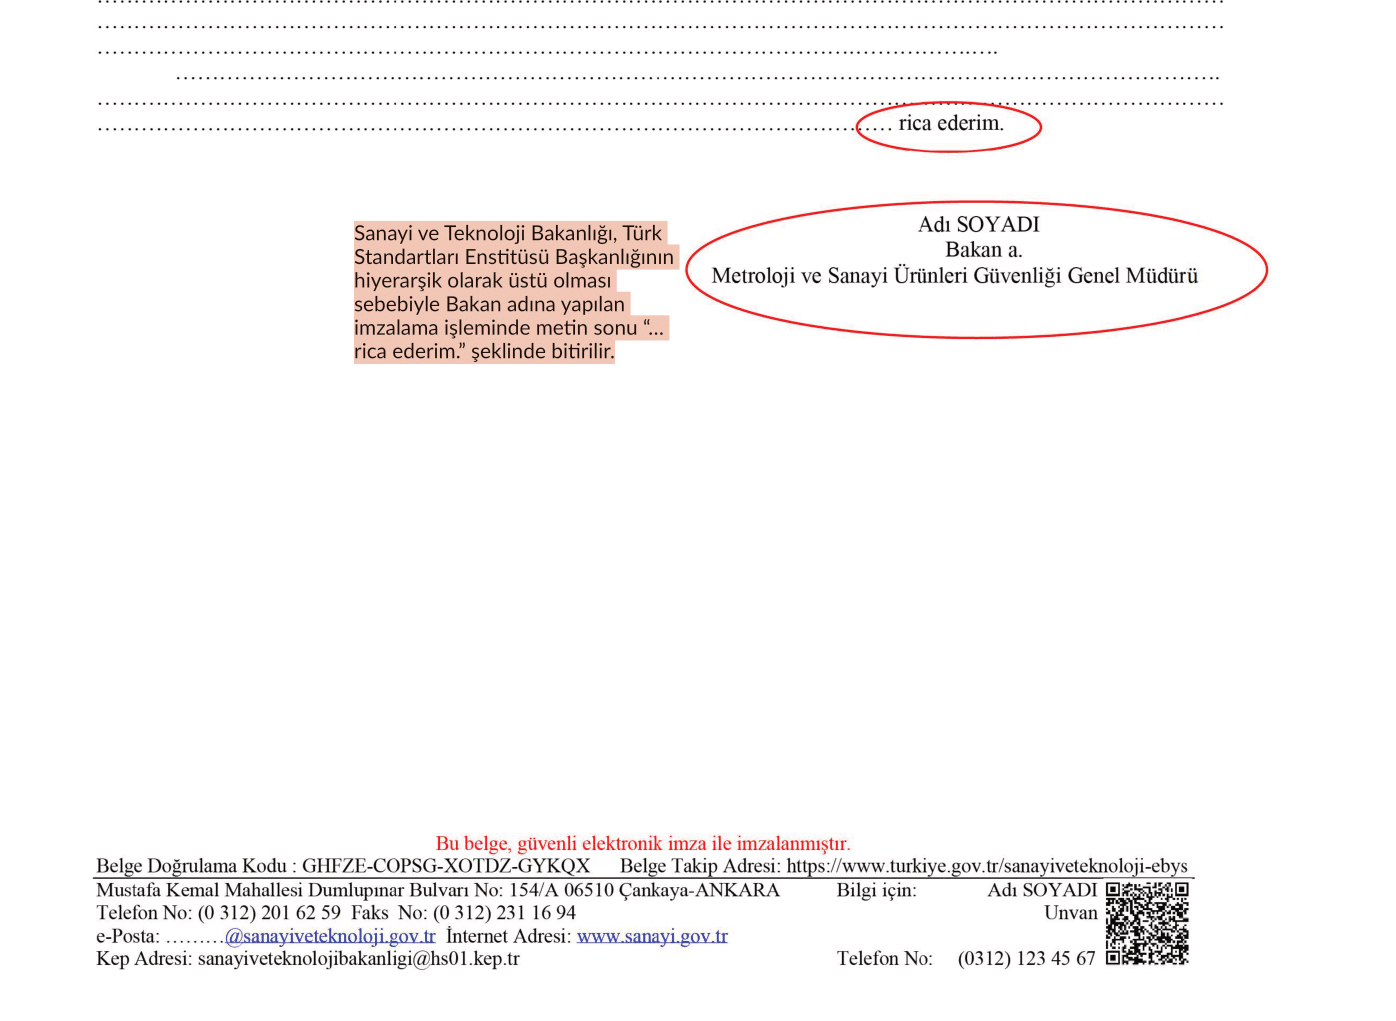 ……………………………………………………………………………………………………………………
……………………………………………………………………………………………………………………
……………………………………………………………………………………………
……………………………………………………………………………………………………………
……………………………………………………………………………………………………………………
………………………………………………………………………………… rica ederim.
Adı SOYADI
Bakan a.
Metroloji ve Sanayi Ürünleri Güvenliği Genel Müdürü
Sanayi ve Teknoloji Bakanlığı, Türk
Standartları Enstitüsü Başkanlığının
hiyerarşik olarak üstü olması
sebebiyle Bakan adına yapılan
imzalama işleminde metin sonu “...
rica ederim.” şeklinde bitirilir.
Bu belge, güvenli elektronik imza ile imzalanmıştır.
Belge Doğrulama Kodu : GHFZE-COPSG-XOTDZ-GYKQX Belge Takip Adresi: https://www.turkiye.gov.tr/sanayiveteknoloji-ebys
Mustafa Kemal Mahallesi Dumlupınar Bulvarı No: 154/A 06510 Çankaya-ANKARA Bilgi için: Adı SOYADI
Telefon No: (0 312) 201 62 59 Faks No: (0 312) 231 16 94 Unvan
e-Posta: ………@sanayiveteknoloji.gov.tr İnternet Adresi: www.sanayi.gov.tr
Kep Adresi: sanayiveteknolojibakanligi@hs01.kep.tr Telefon No: (0312) 123 45 67